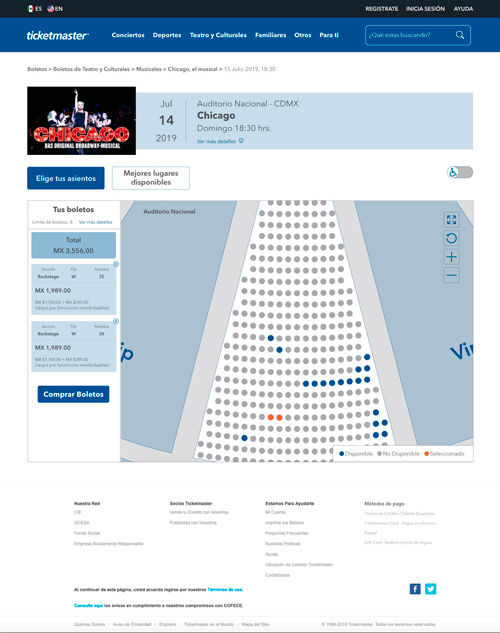 ES EN
REGISTRATE INICIA SESIÓN AYUDA
ticketmaster
Conciertos Deportes Teatro y Culturales Familiares Otros Para ti
¿Qué estas buscando?
Boletos > Boletos de Teatro y Culturales > Musicales > Chicago, el musical > 15 Julio 2019, 18:30
CHICAGO
DAS ORIGINAL BROADWAY-MUSICAL
Jul
14
2019
Auditorio Nacional - CDMX
Chicago
Domingo 18:30 hrs.
Ver más detalles
Elige tus asientos
Mejores lugares
disponibles
Tus boletos
Límite de boletos: 8 Ver más detalles
Total
MX 3,556.00
Sección Fila Asientos
Backstage W 35
MX 1,989.00
MX $1,700.00 + MX $289.00
Cargos por Servicio (no reembolsables)
Sección Fila Asientos
Backstage W 36
MX 1,989.00
MX $1,700.00 + MX $289.00
Cargos por Servicio (no reembolsables)
Comprar Boletos
Auditorio Nacional
Disponible No Disponible Seleccionado
Nuestra Red
CIE
OCESA
Fondo Social
Empresa Socialmente Responsable
Socios Ticketmaster
Vende tu Evento con Nosotros
Publicidad con Nosotros
Estamos Para Ayudarte
Mi Cuenta
Imprime tus Boletos
Preguntas Frecuentes
Nuestras Políticas
Ayuda
Ubicación de Centros Ticketmaster
Contáctanos
Métodos de pago
Tarjeta de Crédito / Débito Guardada
Ticketmaster Card - Pagos en efectivo
Paypal
Gift Card - Redimir tarjeta de regalo
Al continuar de esta página, usted acuerda regirse por nuestros Términos de uso.
Consulte aquí los avisos en cumplimiento a nuestros compromisos con COFECE.
Quiénes Somos | Aviso de Privacidad | Empleos | Ticketmaster en el Mundo | Mapa del Sitio
© 1999-2019 Ticketmaster. Todos los derechos reservados.